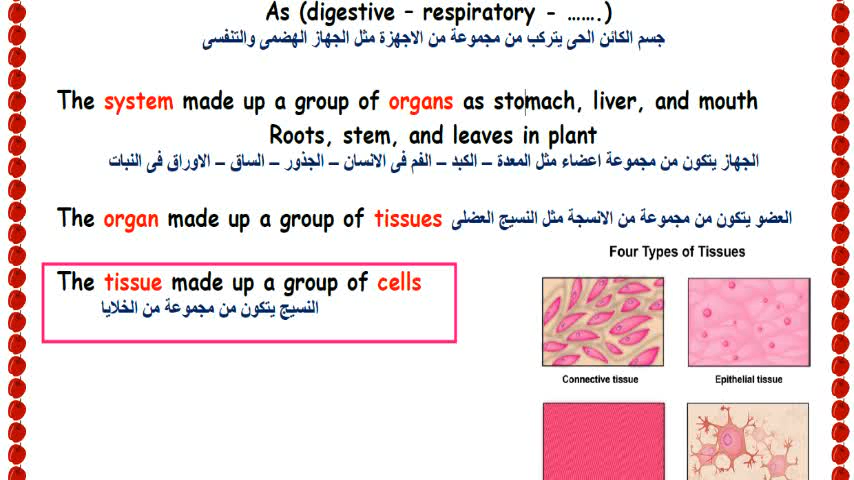 As (digestive – respiratory - …….)
جسم الكائن الحى يتركب من مجموعة من الاجهزة مثل الجهاز الهضمى والتنفسى
The system made up a group of organs as stomach, liver, and mouth
Roots, stem, and leaves in plant
الجهاز يتكون من مجموعة اعضاء مثل المعدة – الكبد – الفم فى الانسان – الجذور – الساق – الاوراق فى النبات
The organ made up a group of tissues العضو يتكون من مجموعة من الانسجة مثل النسيج العضلى
Four Types of Tissues
The tissue made up a group of cells
النسيج يتكون من مجموعة من الخلايا
Connective tissue
Epithelial tissue